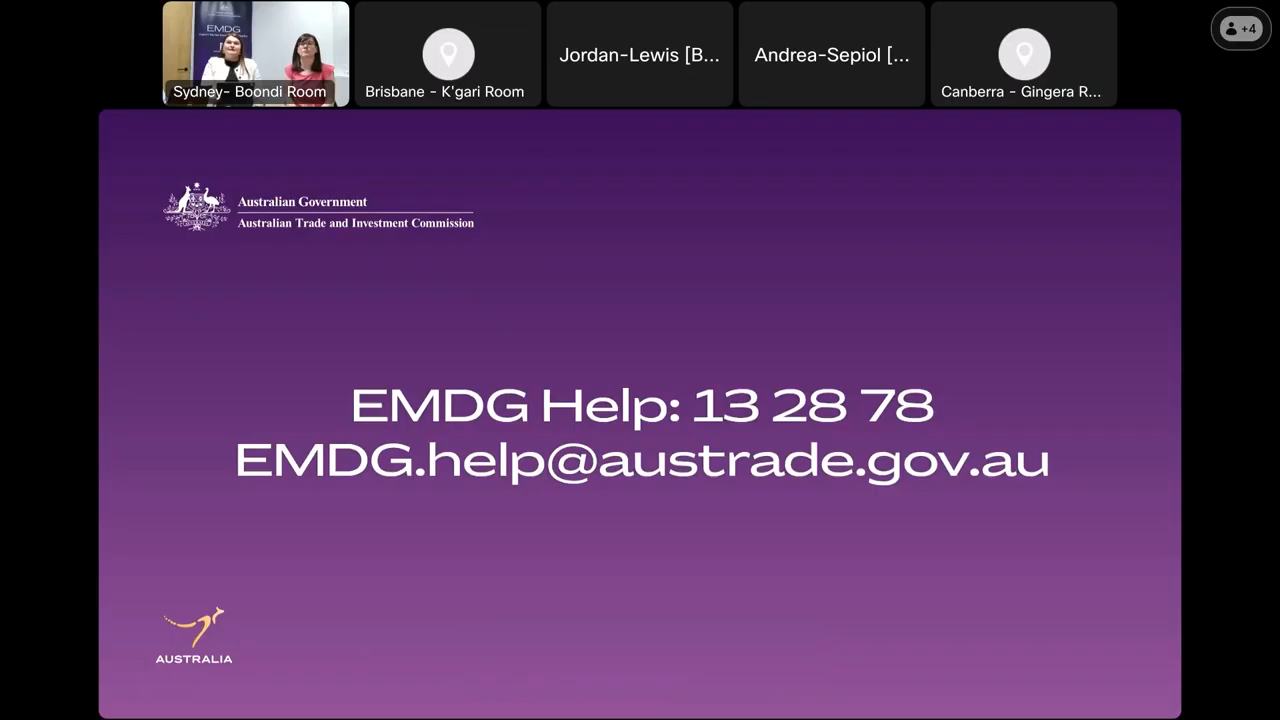 EMDG
Sydney- Boondi Room
Brisbane - K'gari Room
Jordan-Lewis [B...
Andrea-Sepiol [...
Canberra - Gingera R...
+4
Australian Government
Australian Trade and Investment Commission
EMDG Help: 13 28 78
EMDG.help@austrade.gov.au
AUSTRALIA